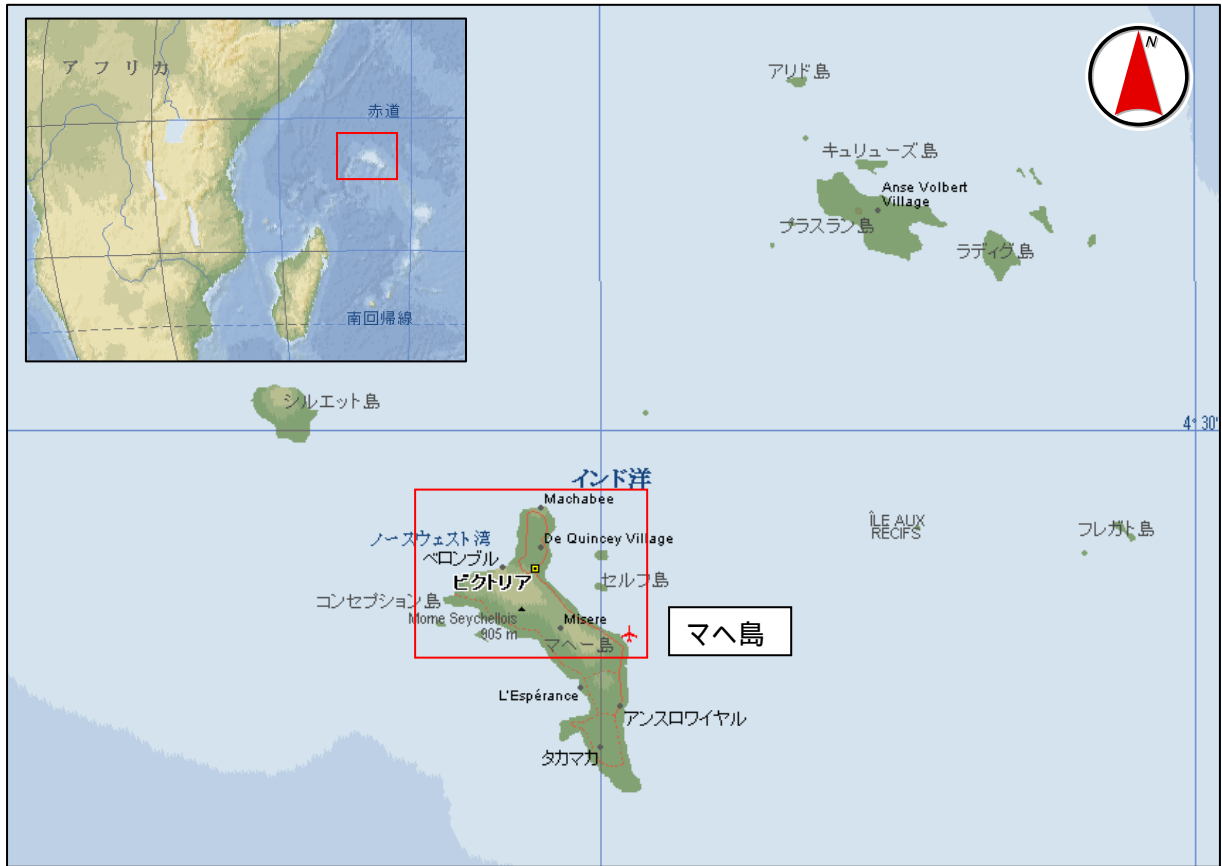 アフリカ
赤道
南回帰線
N
アリド島
キュリューズ島
Anse Volbert
Village
プラスラン島
ラディグ島
シルエット島
4° 30'
インド洋
Machabee
ノースウェスト湾
De Quincey Village
ベロンブル
ビクトリア
セルフ島
コンセプション島
Morne Seychellois
905 m
Misere
マヘー島
マヘ島
ÎLE AUX
RECIFS
フレガト島
L'Espérance
アンスロワイヤル
タカマカ